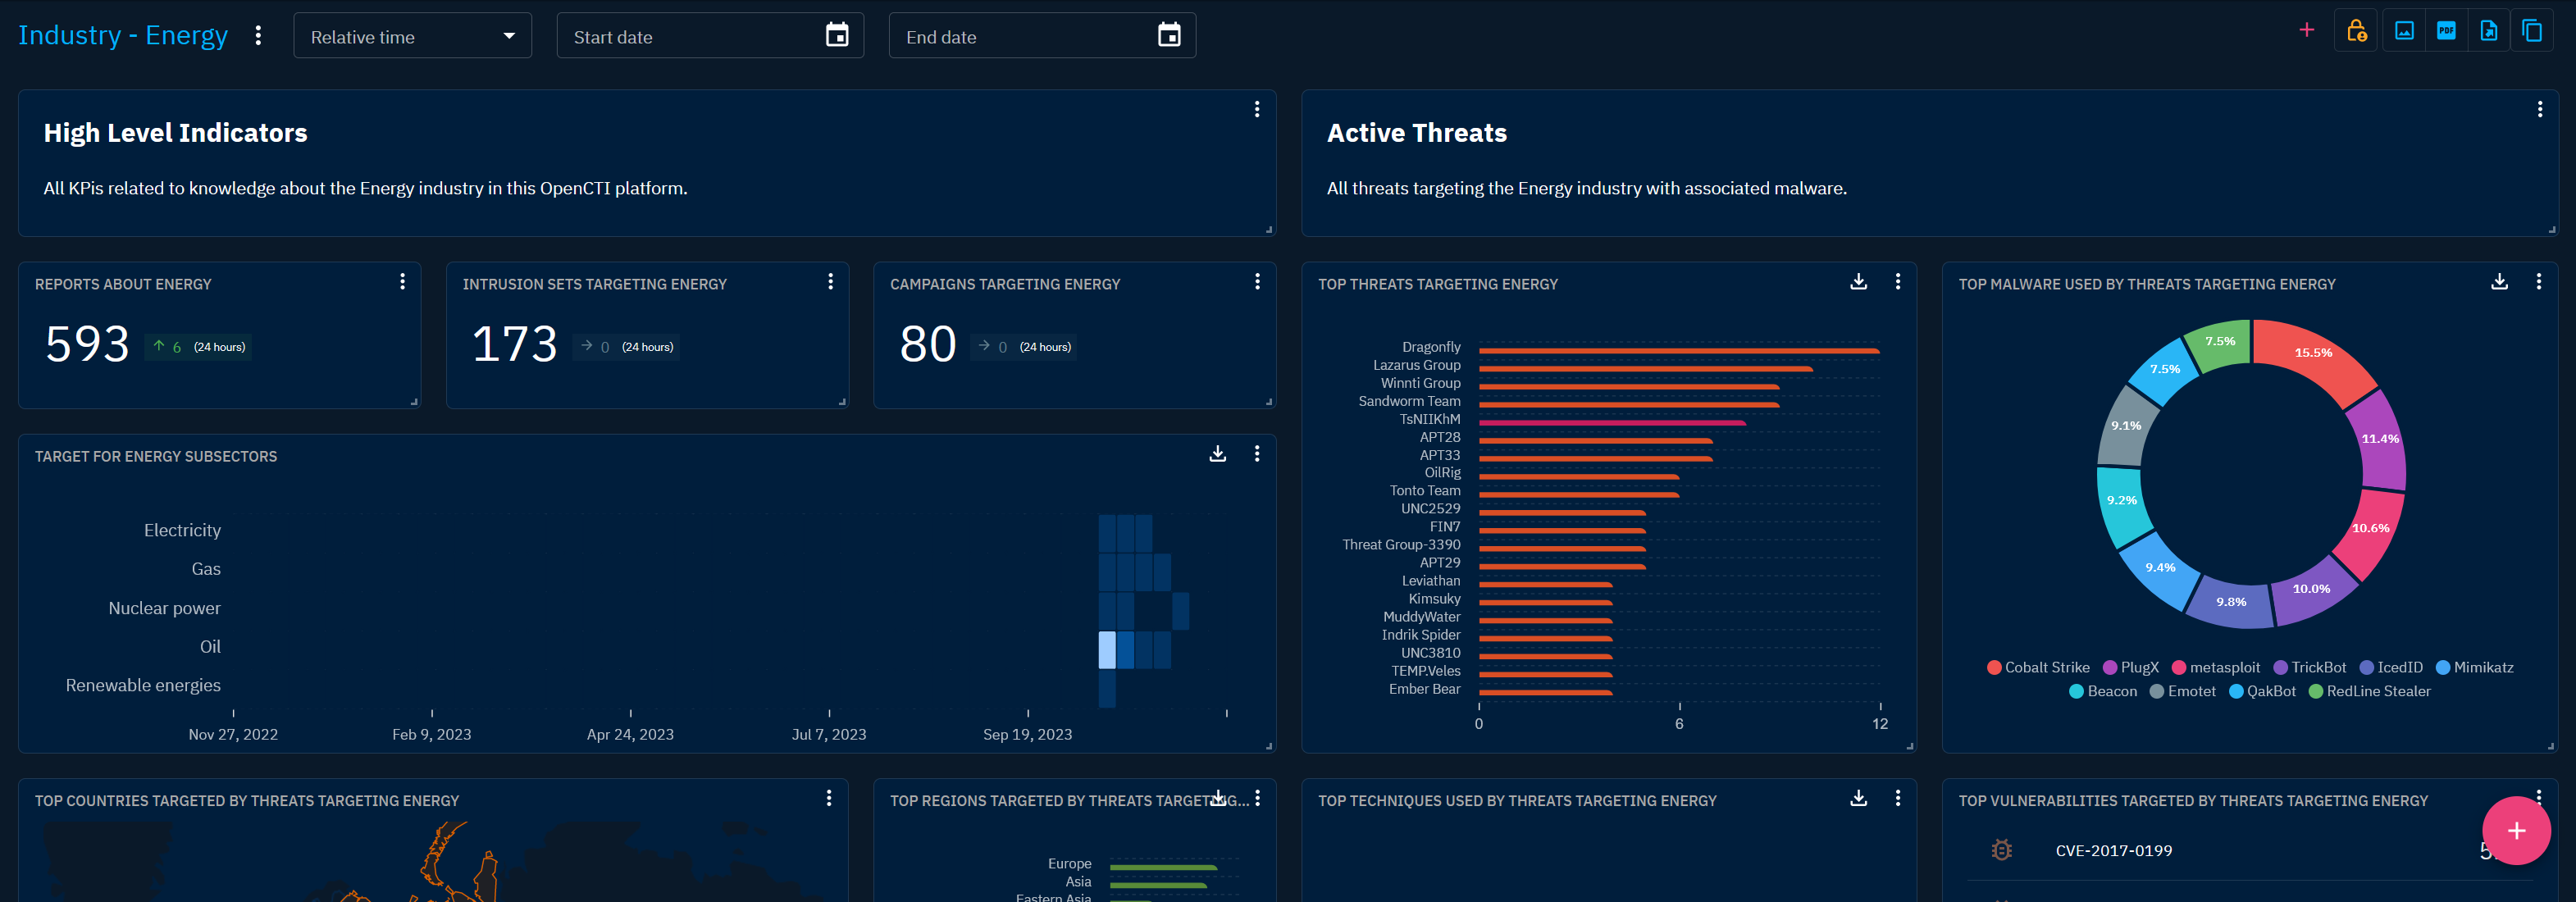 Industry - Energy
Relative time
Start date
End date
PDF
High Level Indicators
All KPis related to knowledge about the Energy industry in this OpenCTI platform.
Active Threats
All threats targeting the Energy industry with associated malware.
REPORTS ABOUT ENERGY
593 6 (24 hours)
INTRUSION SETS TARGETING ENERGY
173 0 (24 hours)
CAMPAIGNS TARGETING ENERGY
80 0 (24 hours)
TARGET FOR ENERGY SUBSECTORS
Electricity
Gas
Nuclear power
Oil
Renewable energies
Nov 27, 2022 Feb 9, 2023 Apr 24, 2023 Jul 7, 2023 Sep 19, 2023
TOP THREATS TARGETING ENERGY
Dragonfly
Lazarus Group
Winnti Group
Sandworm Team
TsNIIKhM
APT28
APT33
OilRig
Tonto Team
UNC2529
FIN7
Threat Group-3390
APT29
Leviathan
Kimsuky
MuddyWater
Indrik Spider
UNC3810
TEMP.Veles
Ember Bear
0 6 12
TOP MALWARE USED BY THREATS TARGETING ENERGY
15.5%
11.4%
10.6%
10.0%
9.8%
9.4%
9.2%
9.1%
7.5%
7.5%
Cobalt Strike PlugX metasploit TrickBot IcedID Mimikatz
Beacon Emotet QakBot RedLine Stealer
TOP COUNTRIES TARGETED BY THREATS TARGETING ENERGY
TOP REGIONS TARGETED BY THREATS TARGETING...
Europe
Asia
Eastern Asia
TOP TECHNIQUES USED BY THREATS TARGETING ENERGY
TOP VULNERABILITIES TARGETED BY THREATS TARGETING ENERGY
CVE-2017-0199